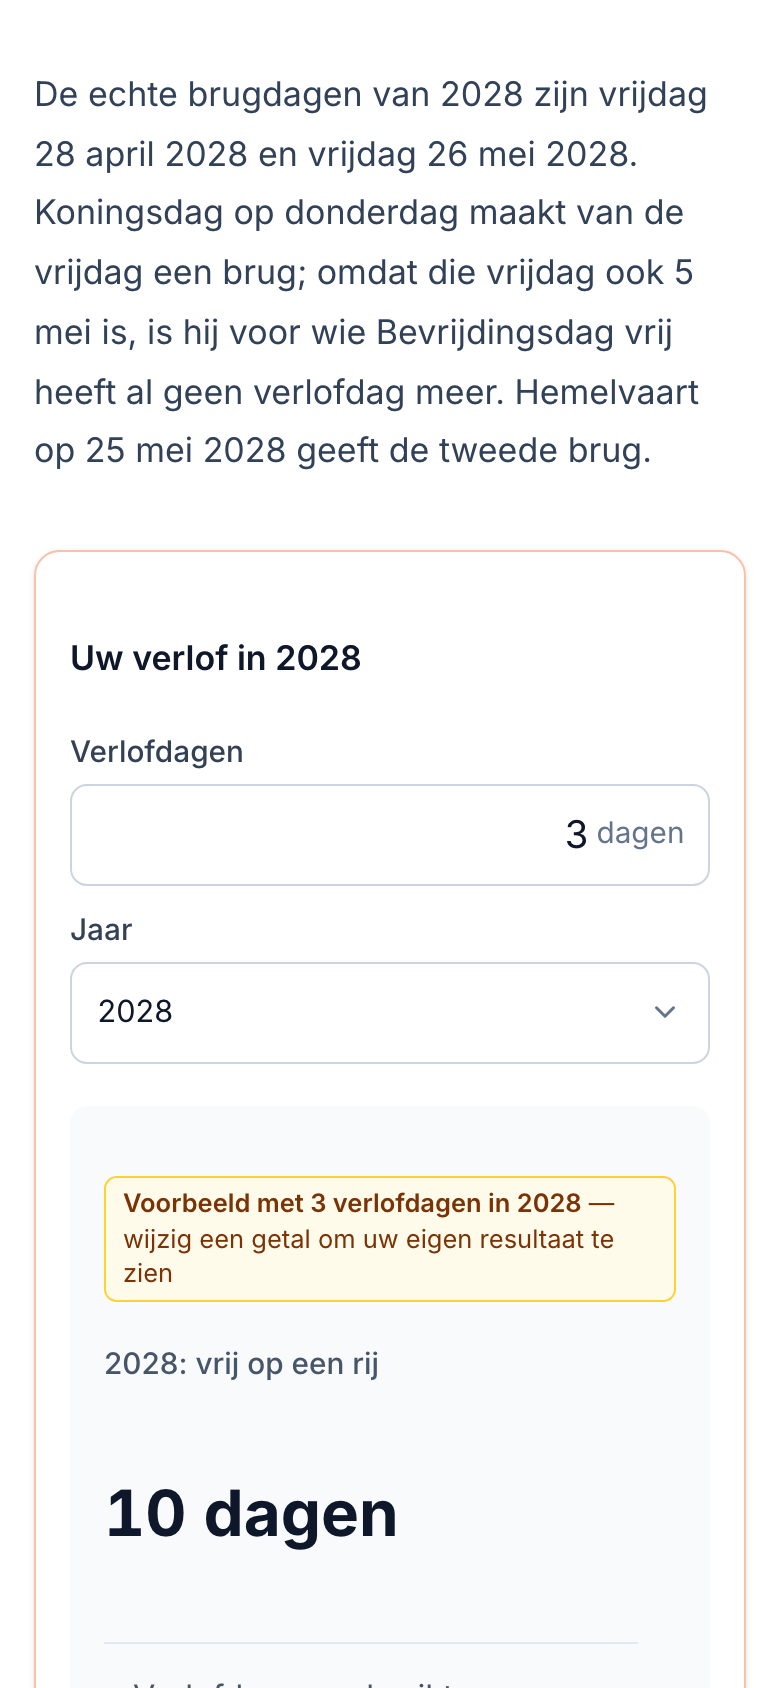 De echte brugdagen van 2028 zijn vrijdag
28 april 2028 en vrijdag 26 mei 2028.
Koningsdag op donderdag maakt van de
vrijdag een brug; omdat die vrijdag ook 5
mei is, is hij voor wie Bevrijdingsdag vrij
heeft al geen verlofdag meer. Hemelvaart
op 25 mei 2028 geeft de tweede brug.
Uw verlof in 2028
Verlofdagen
3 dagen
Jaar
2028
Voorbeeld met 3 verlofdagen in 2028 —
wijzig een getal om uw eigen resultaat te
zien
2028: vrij op een rij
10 dagen